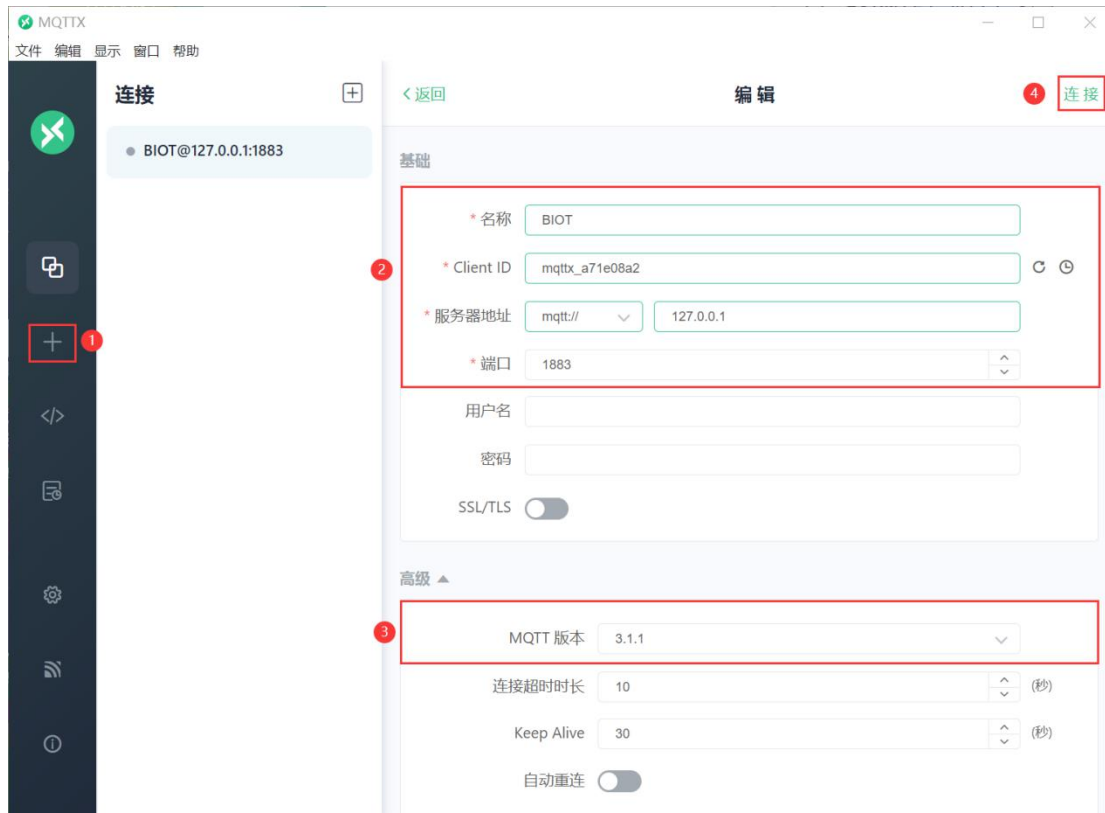 MQTTX
文件 编辑 显示 窗口 帮助
连接
BIOT@127.0.0.1:1883
返回
编辑
4
连接
基础
2
* 名称 BIOT
* Client ID mqttx_a71e08a2
* 服务器地址 mqtt:// 127.0.0.1
1
* 端口 1883
用户名
密码
SSL/TLS
高级
3
MQTT 版本 3.1.1
连接超时时长 10 (秒)
Keep Alive 30 (秒)
自动重连